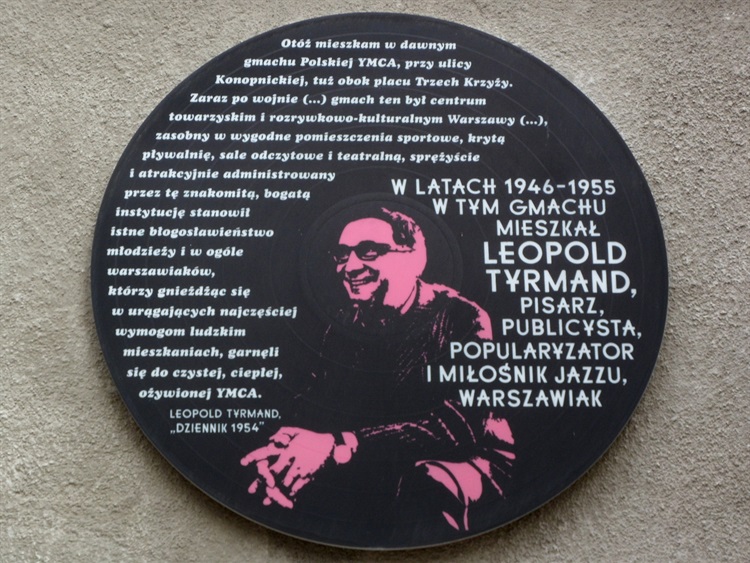 Otóż mieszkam w dawnym
gmachu Polskiej YMCA, przy ulicy
Konopnickiej, tuż obok placu Trzech Krzyży.
Zaraz po wojnie (...) gmach ten był centrum
towarzyskim i rozrywkowo-kulturalnym Warszawy (...),
zasobny w wygodne pomieszczenia sportowe, krytą
pływalnię, sale odczytowe i teatralną, sprężyście
i atrakcyjnie administrowany
przez tę znakomitą, bogatą
instytucję stanowił
istne błogosławieństwo
młodzieży i w ogóle
warszawiaków,
którzy gnieżdżąc się
w urągających najczęściej
wymogom ludzkim
mieszkaniach, garnęli
się do czystej, ciepłej,
ożywionej YMCA.
LEOPOLD TYRMAND,
„DZIENNIK 1954”
W LATACH 1946-1955
W TYM GMACHU
MIESZKAŁ
LEOPOLD
TYRMAND,
PISARZ,
PUBLICYSTA,
POPULARYZATOR
I MIŁOŚNIK JAZZU,
WARSZAWIAK